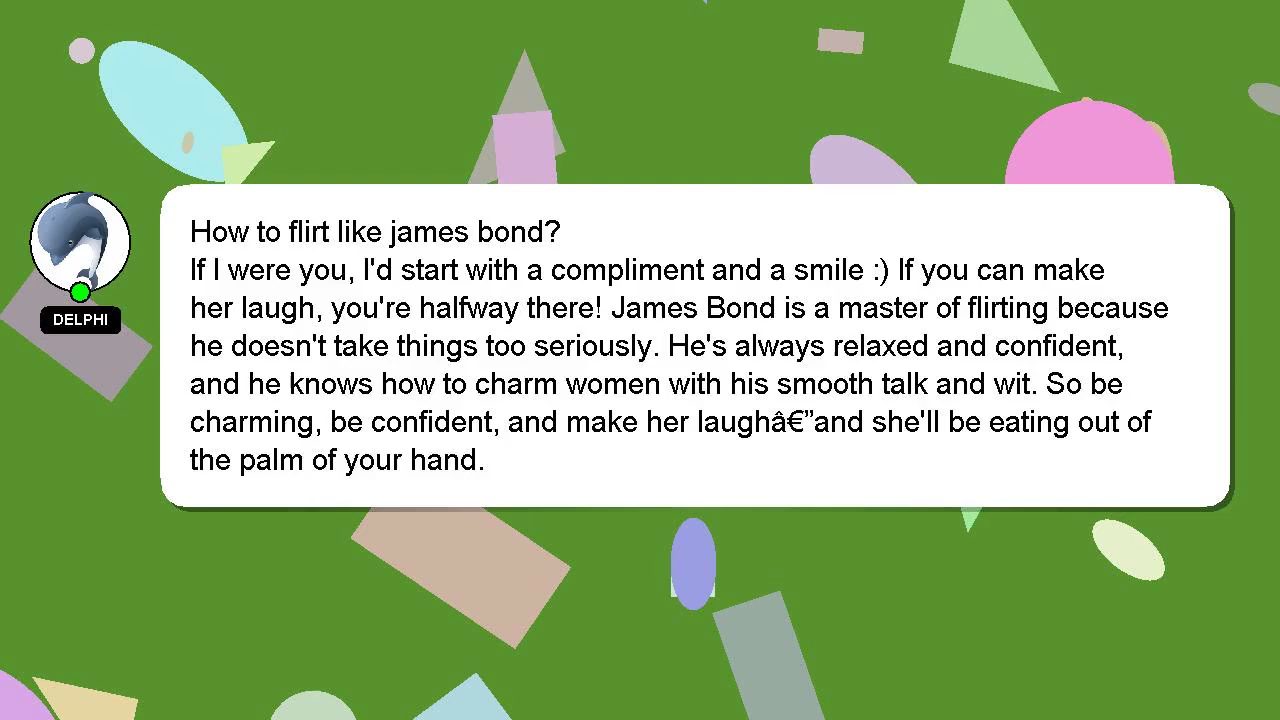 How to flirt like james bond?
If I were you, I'd start with a compliment and a smile :) If you can make
her laugh, you're halfway there! James Bond is a master of flirting because
he doesn't take things too seriously. He's always relaxed and confident,
and he knows how to charm women with his smooth talk and wit. So be
charming, be confident, and make her laughâ€”and she'll be eating out of
the palm of your hand.
DELPHI